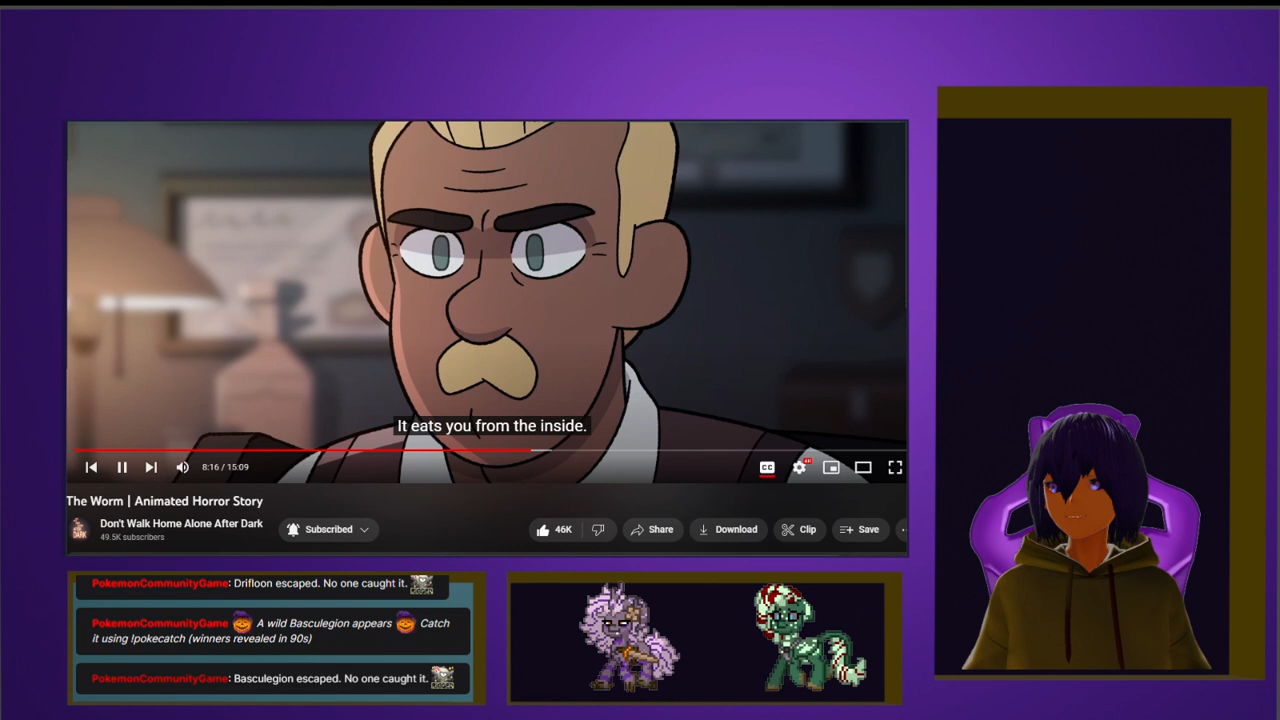 It eats you from the inside.
8:16 / 15:09
CC
The Worm | Animated Horror Story
Don't Walk Home Alone After Dark
49.5K subscribers
Subscribed
46K
Share
Download
Clip
Save
PokemonCommunityGame: Drifloon escaped. No one caught it.
PokemonCommunityGame: A wild Basculegion appears Catch
it using !pokecatch (winners revealed in 90s)
PokemonCommunityGame: Basculegion escaped. No one caught it.